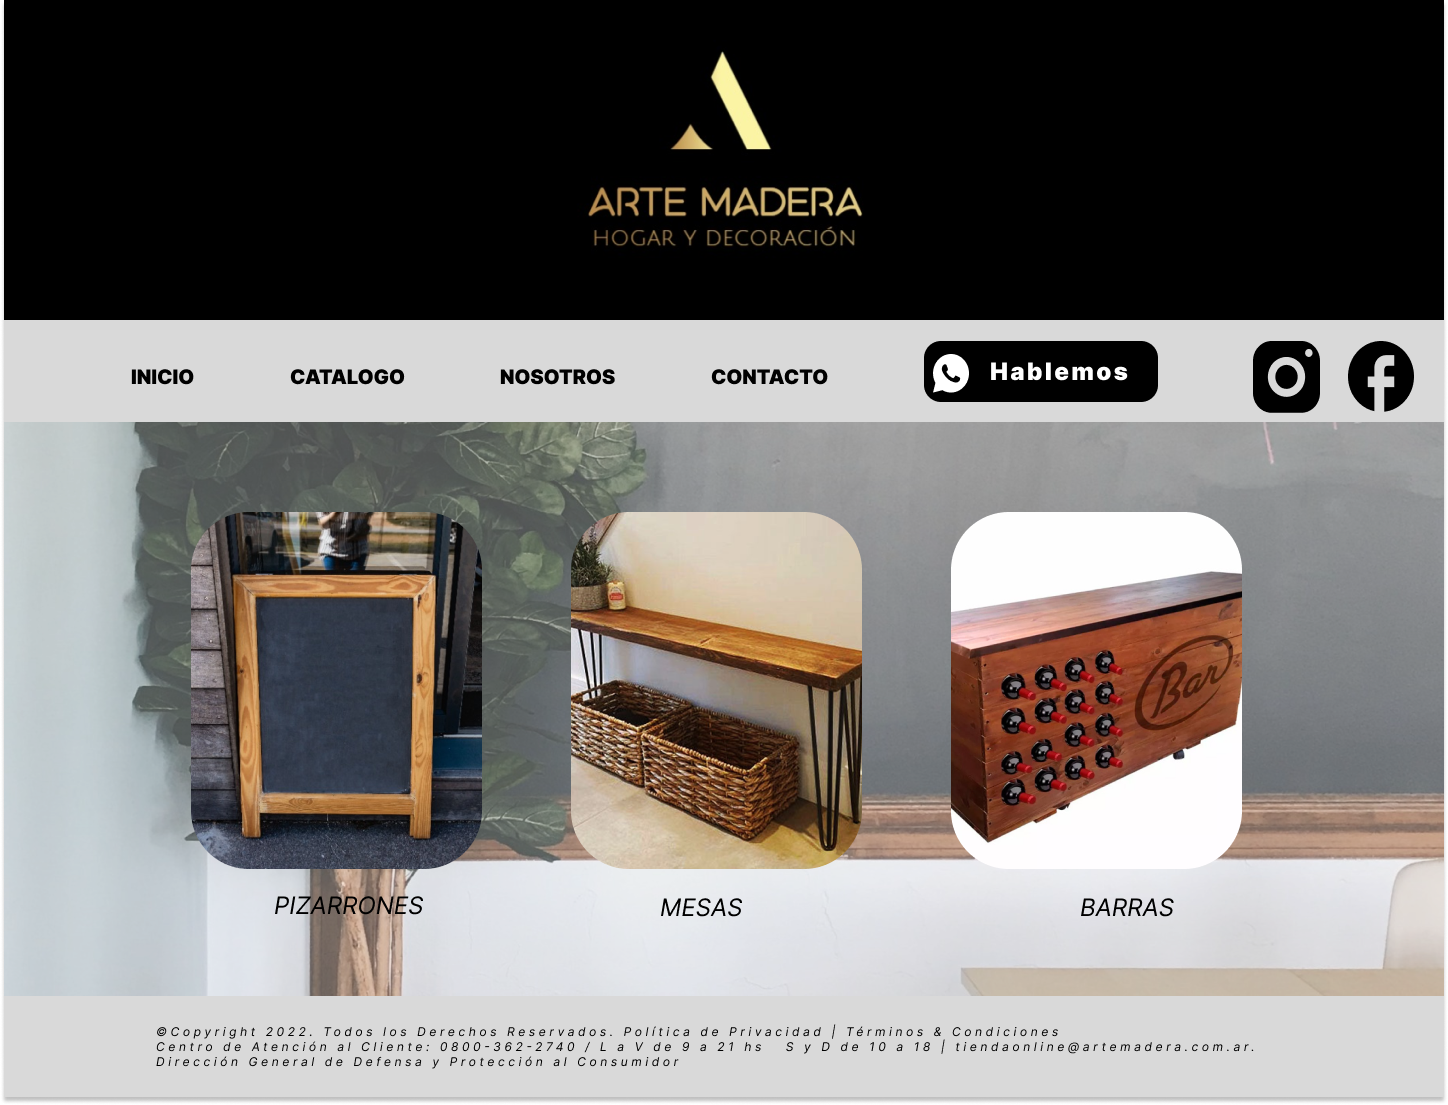 ARTE MADERA
HOGAR Y DECORACIÓN
INICIO CATALOGO NOSOTROS CONTACTO Hablemos
Bar
PIZARRONES MESAS BARRAS
©Copyright 2022. Todos los Derechos Reservados. Política de Privacidad | Términos & Condiciones
Centro de Atención al Cliente: 0800-362-2740 / L a V de 9 a 21 hs S y D de 10 a 18 | tiendaonline@artemadera.com.ar.
Dirección General de Defensa y Protección al Consumidor